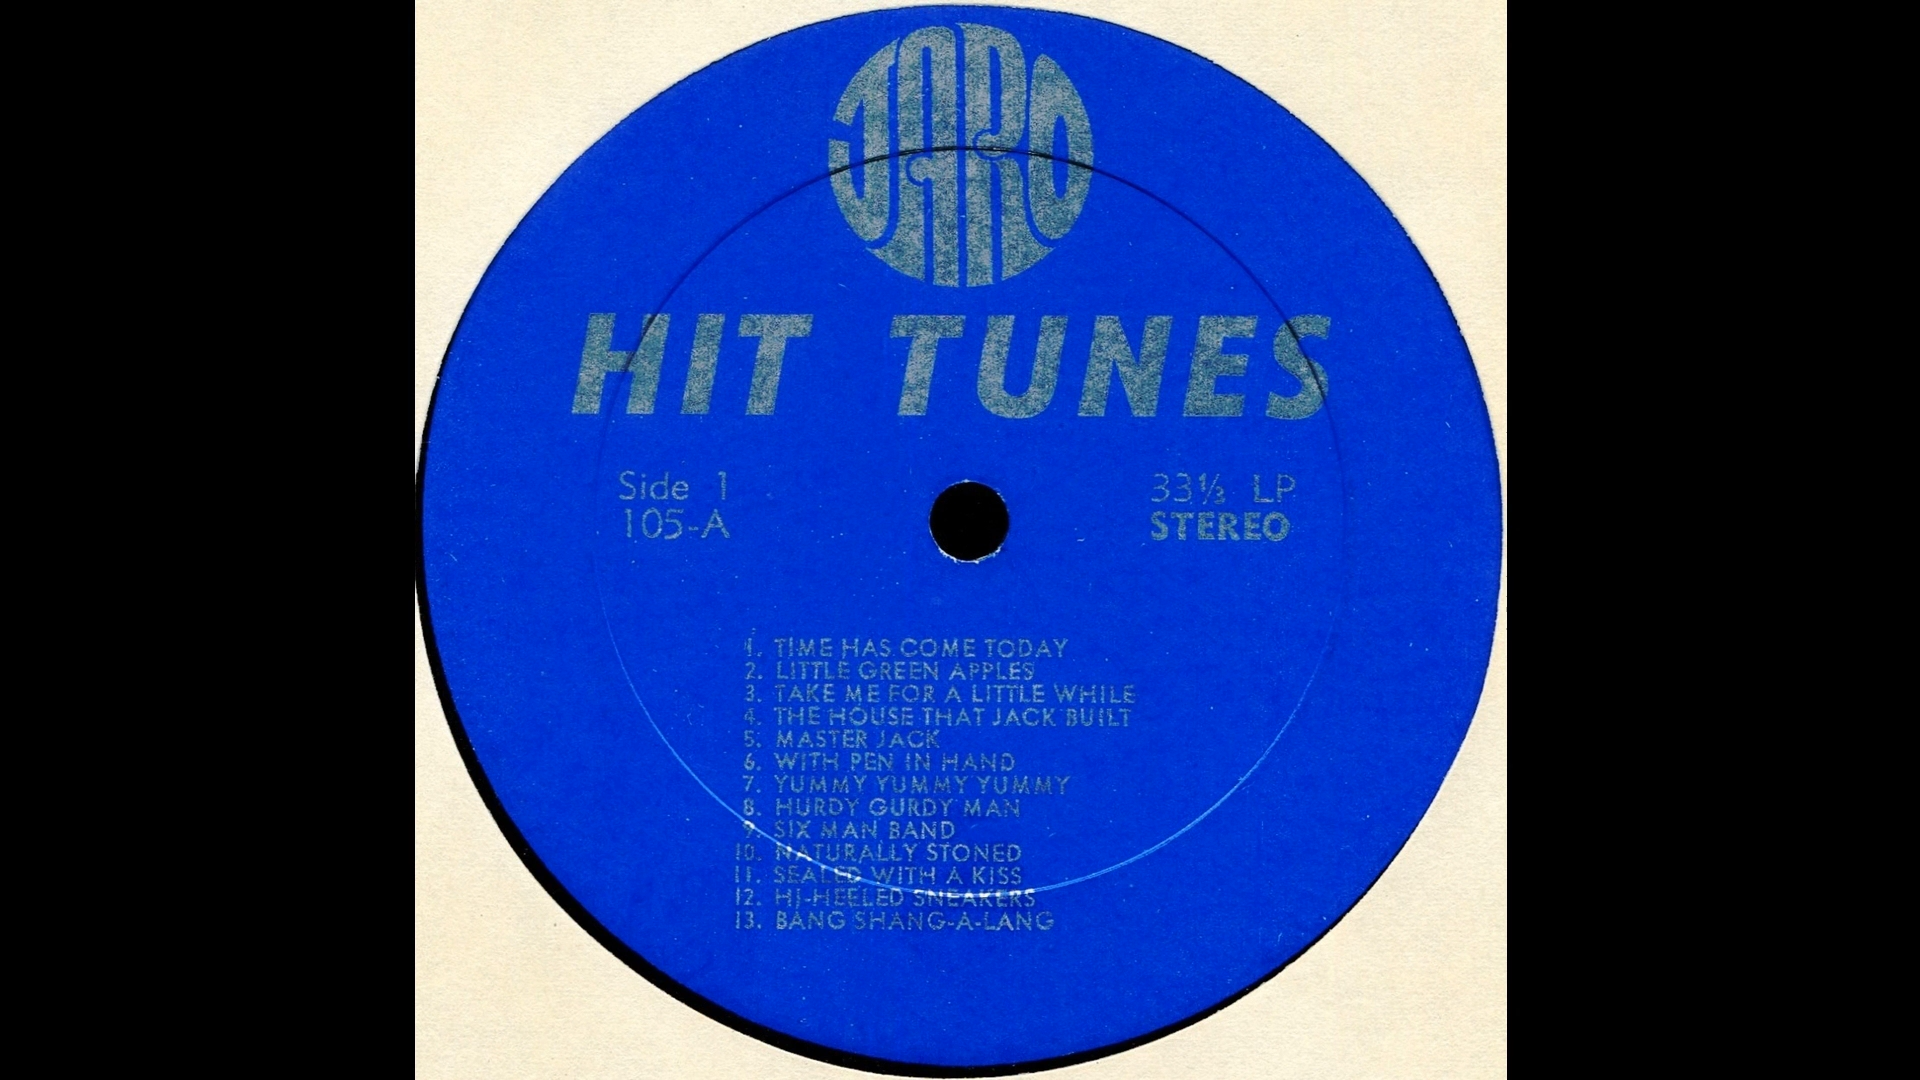 JARO
HIT TUNES
Side 1
105-A
33⅓ LP
STEREO
1. TIME HAS COME TODAY
2. LITTLE GREEN APPLES
3. TAKE ME FOR A LITTLE WHILE
4. THE HOUSE THAT JACK BUILT
5. MASTER JACK
6. WITH PEN IN HAND
7. YUMMY YUMMY YUMMY
8. HURDY GURDY MAN
9. SIX MAN BAND
10. NATURALLY STONED
11. SEALED WITH A KISS
12. HI-HEELED SNEAKERS
13. BANG SHANG-A-LANG